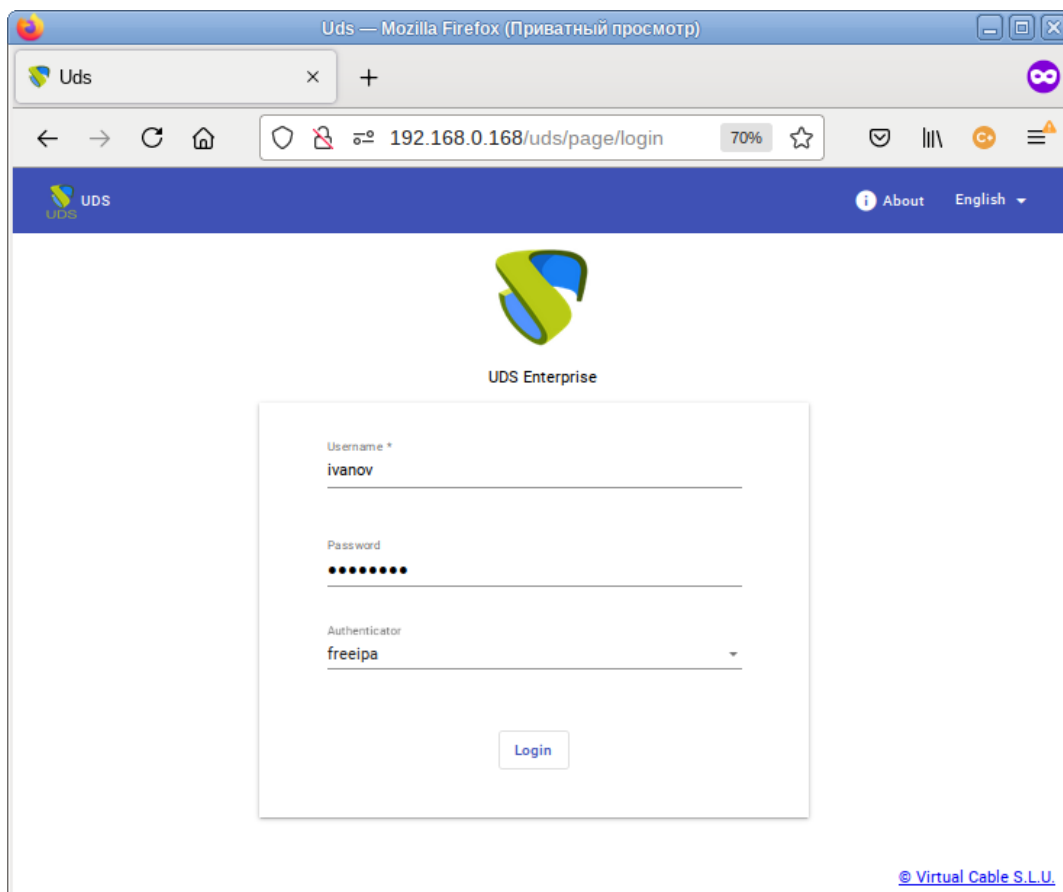 Uds — Mozilla Firefox (Приватный просмотр)
Uds
192.168.0.168/uds/page/login 70%
UDS UDS About English
UDS Enterprise
Username *
ivanov
Password
••••••••
Authenticator
freeipa
Login
© Virtual Cable S.L.U.